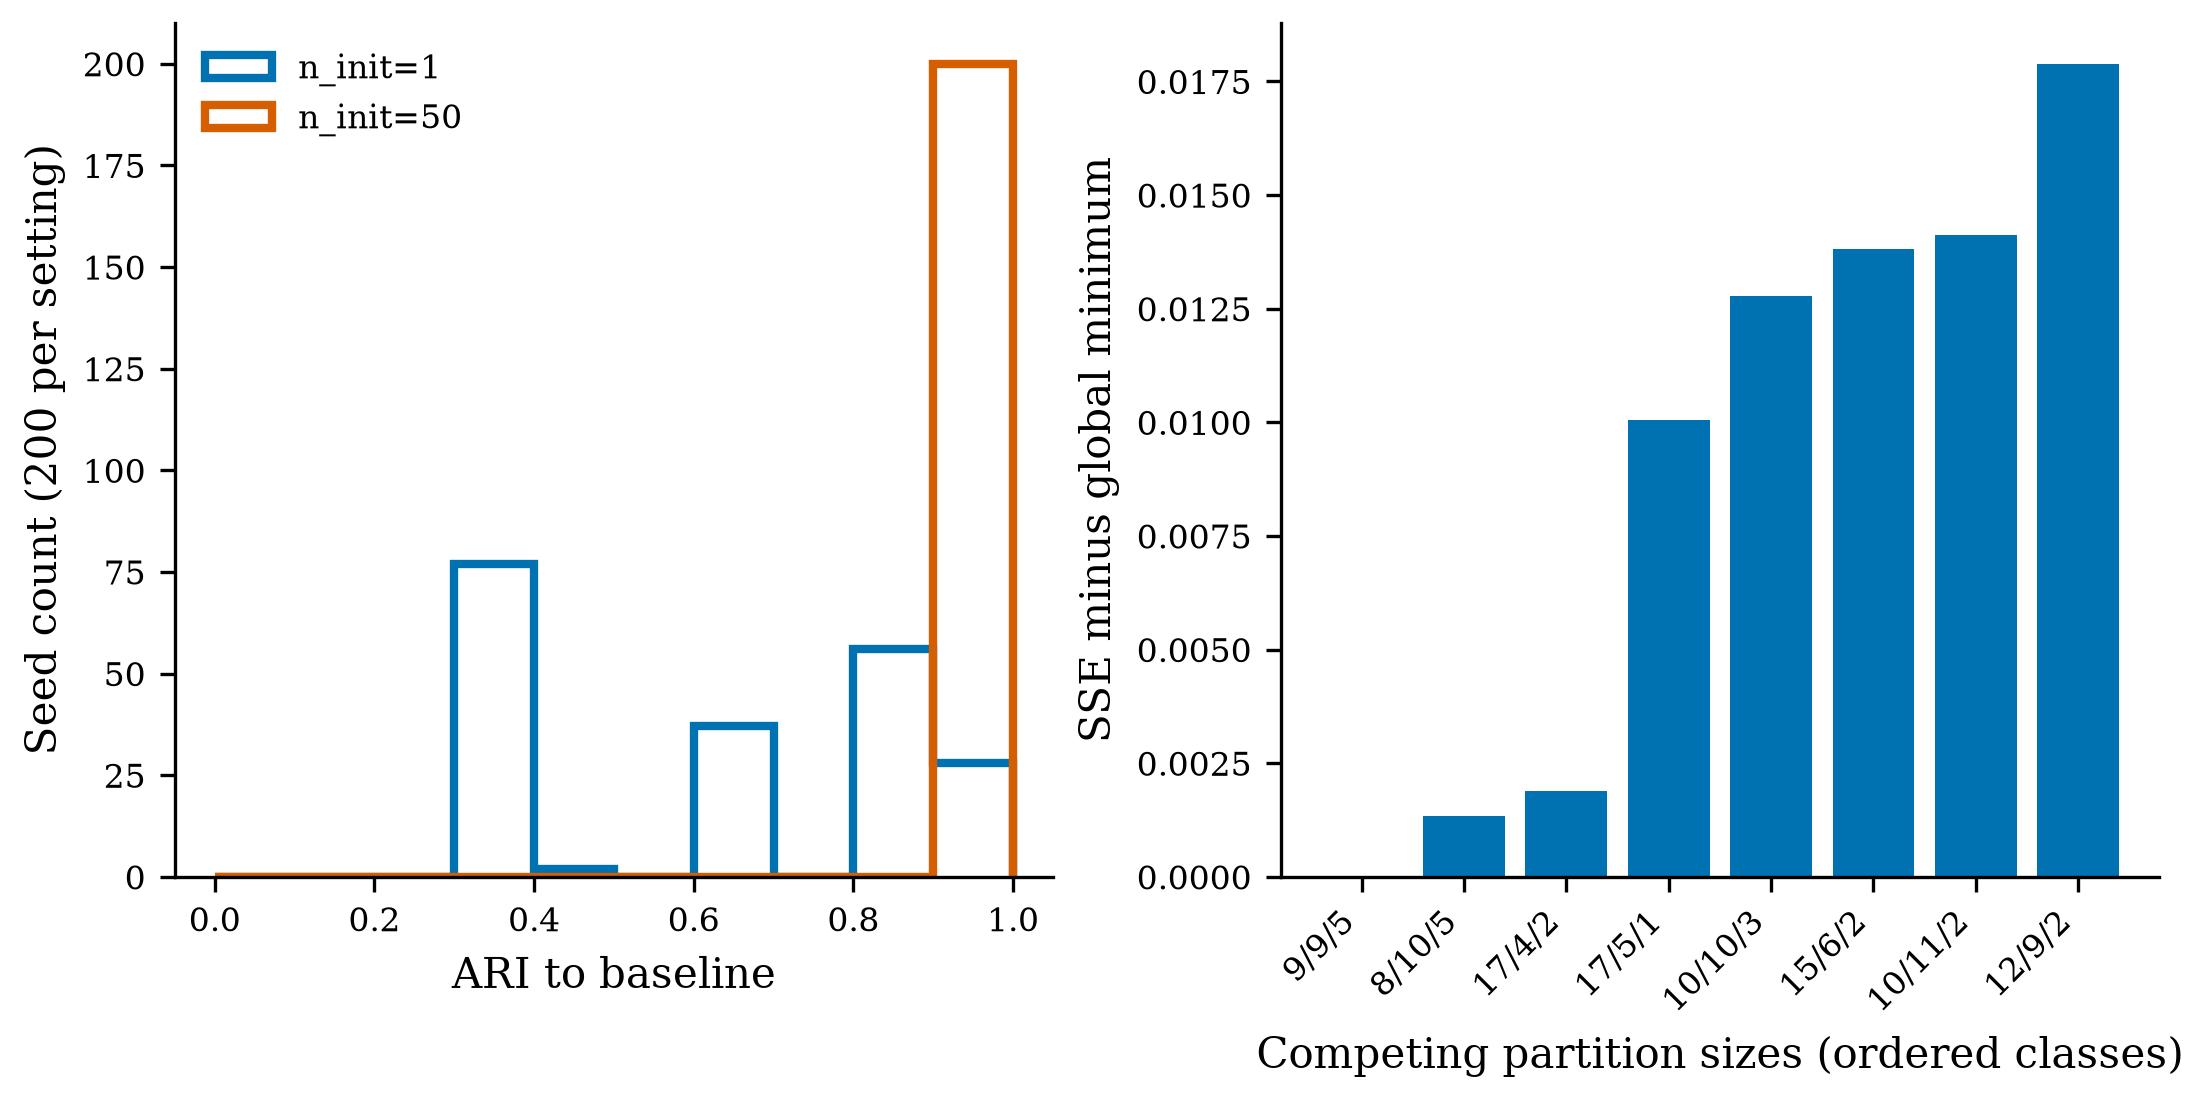 n_init=1
n_init=50
Seed count (200 per setting)
200
175
150
125
100
75
50
25
0
0.0 0.2 0.4 0.6 0.8 1.0
ARI to baseline
SSE minus global minimum
0.0175
0.0150
0.0125
0.0100
0.0075
0.0050
0.0025
0.0000
9/9/5 8/10/5 17/4/2 17/5/1 10/10/3 15/6/2 10/11/2 12/9/2
Competing partition sizes (ordered classes)